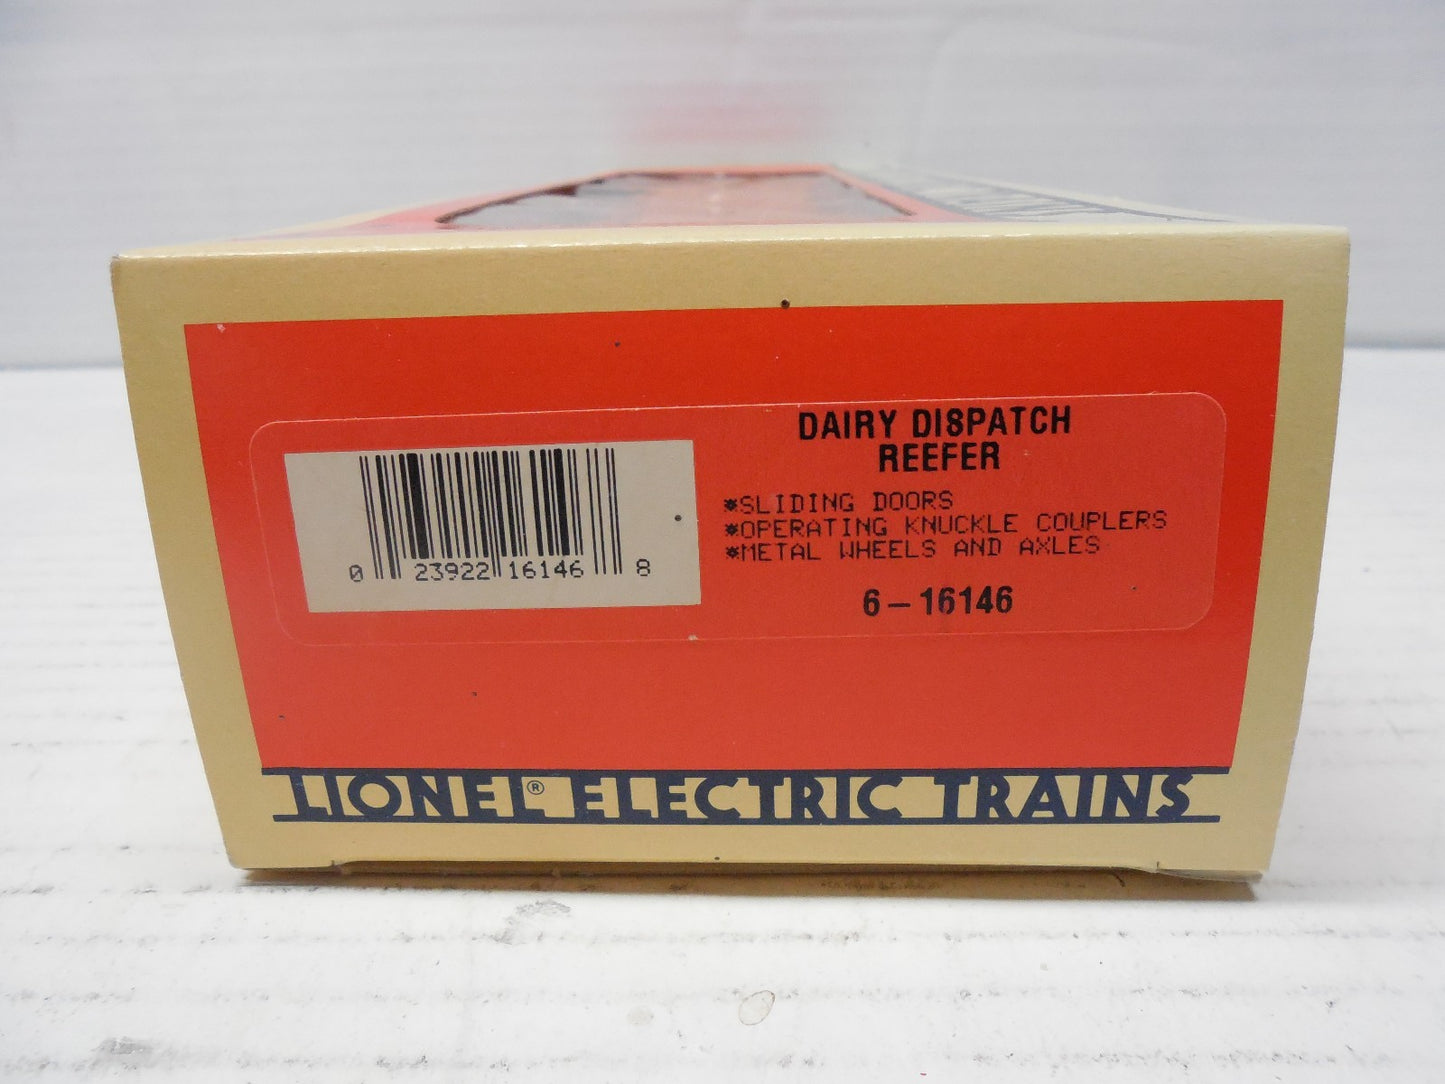 DAIRY DISPATCH
REEFER
*SLIDING DOORS
*OPERATING KNUCKLE COUPLERS
*METAL WHEELS AND AXLES
6-16146
0 23922 16146 8
LIONEL® ELECTRIC TRAINS